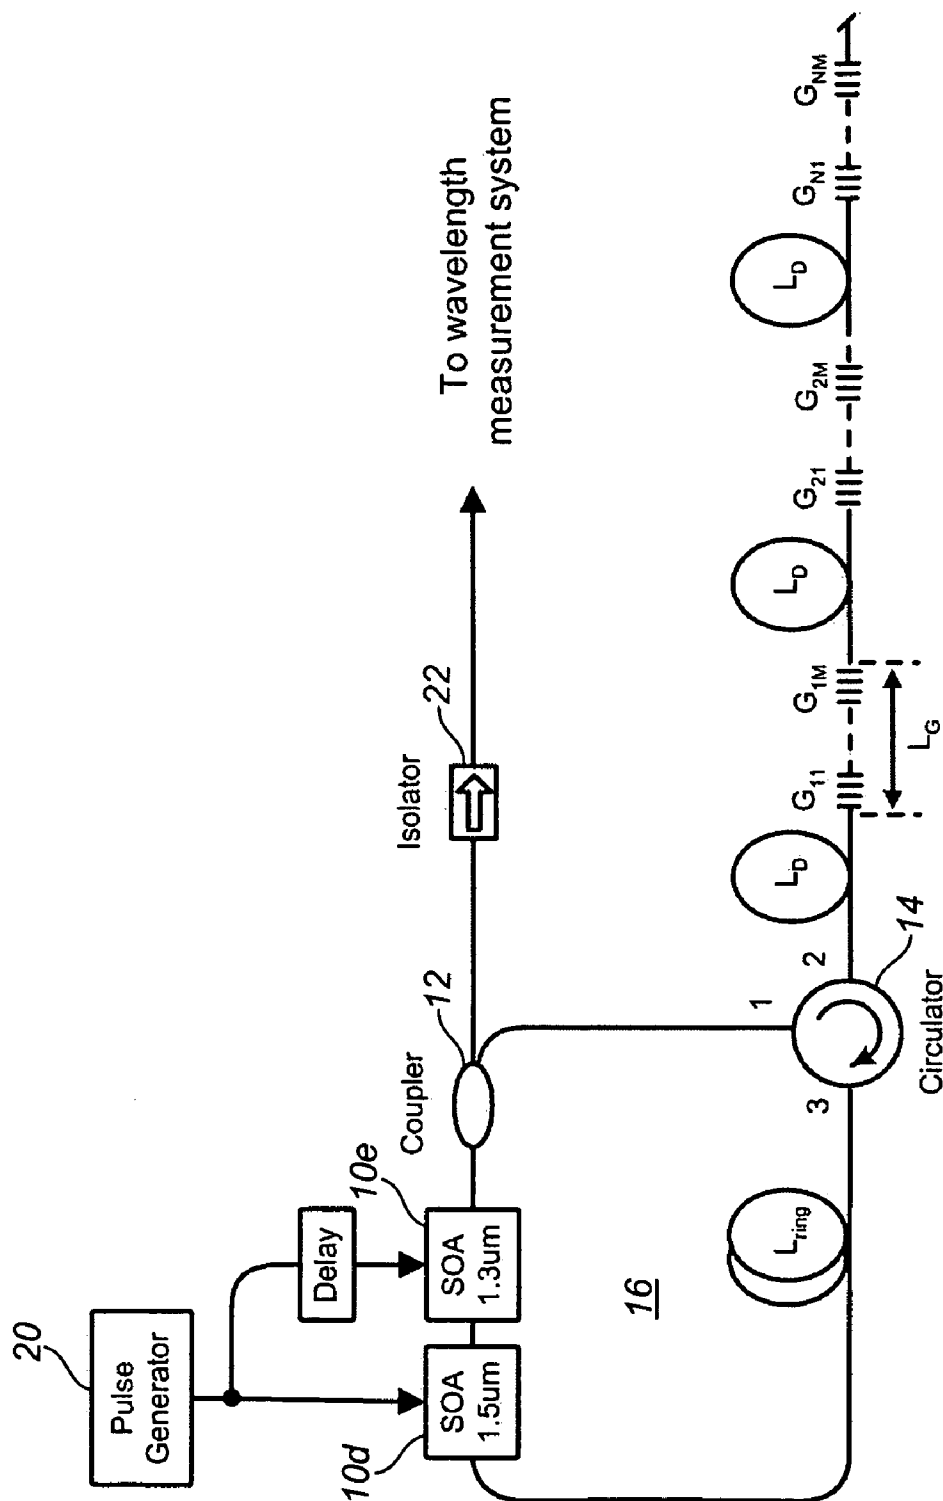 20
Pulse
Generator
Delay
10d
SOA
1.5um
10e
SOA
1.3um
Coupler
12
Isolator
22
To wavelength
measurement system
16
L_ring
3
1
2
Circulator
14
L_D
G_11
G_1M
L_G
L_D
G_21
G_2M
L_D
G_N1
G_NM